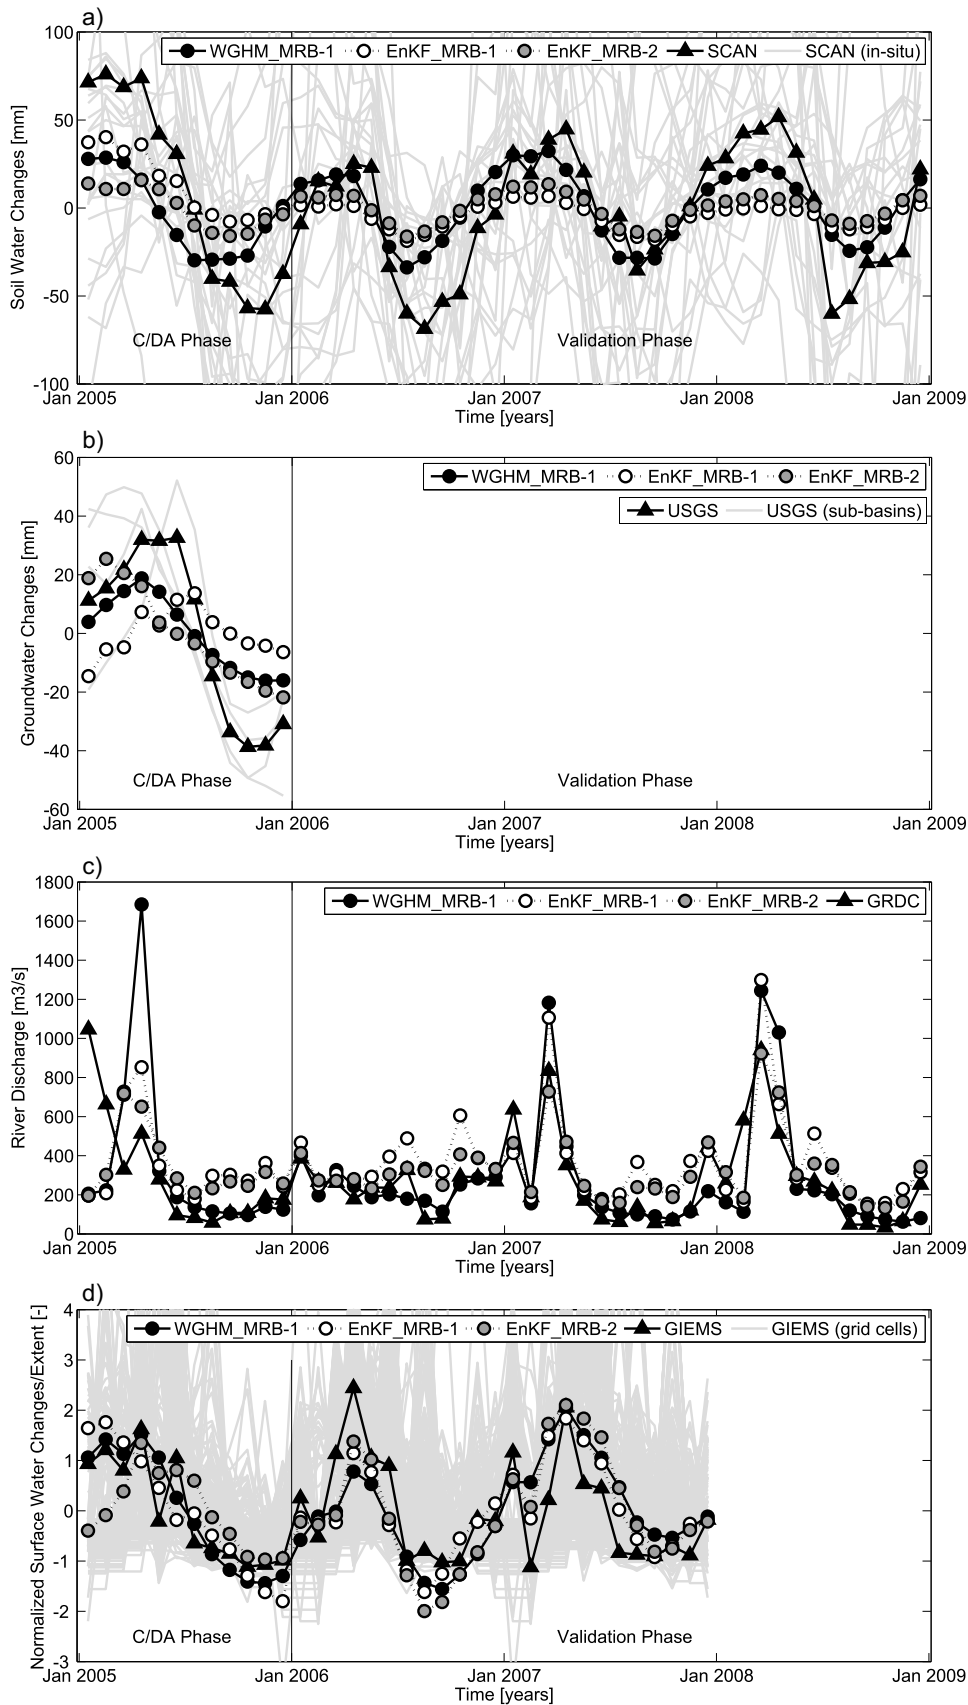 a)
100
WGHM_MRB-1 EnKF_MRB-1 EnKF_MRB-2 SCAN SCAN (in-situ)
50
0
-50
-100
Soil Water Changes [mm]
C/DA Phase Validation Phase
Jan 2005 Jan 2006 Jan 2007 Jan 2008 Jan 2009
Time [years]
b)
60
WGHM_MRB-1 EnKF_MRB-1 EnKF_MRB-2
USGS USGS (sub-basins)
40
20
0
-20
-40
-60
Groundwater Changes [mm]
C/DA Phase Validation Phase
Jan 2005 Jan 2006 Jan 2007 Jan 2008 Jan 2009
Time [years]
c)
1800
WGHM_MRB-1 EnKF_MRB-1 EnKF_MRB-2 GRDC
1600
1400
1200
1000
800
600
400
200
0
River Discharge [m3/s]
Jan 2005 Jan 2006 Jan 2007 Jan 2008 Jan 2009
Time [years]
d)
4
WGHM_MRB-1 EnKF_MRB-1 EnKF_MRB-2 GIEMS GIEMS (grid cells)
3
2
1
0
-1
-2
-3
Normalized Surface Water Changes/Extent [-]
C/DA Phase Validation Phase
Jan 2005 Jan 2006 Jan 2007 Jan 2008 Jan 2009
Time [years]